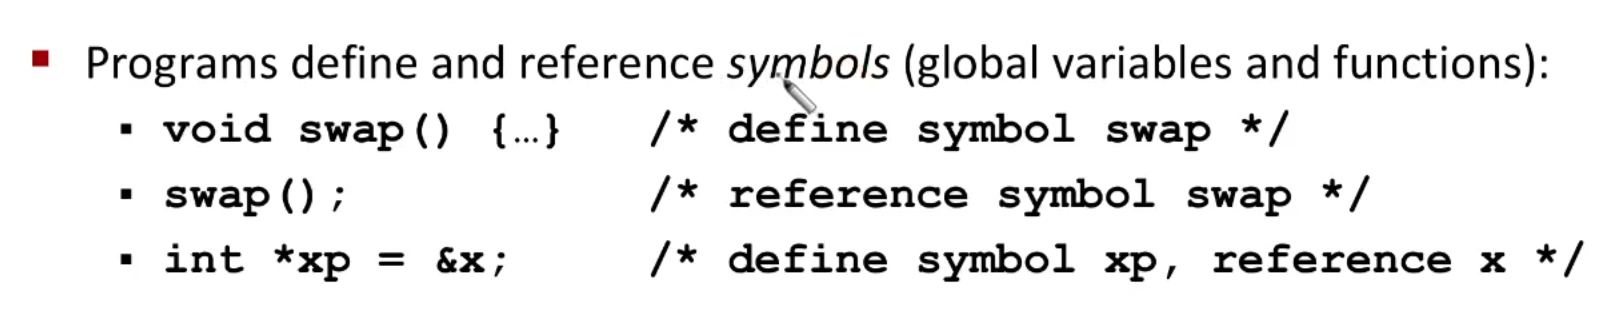 ▪ Programs define and reference symbols (global variables and functions):
▪ void swap() {…} /* define symbol swap */
▪ swap(); /* reference symbol swap */
▪ int *xp = &x; /* define symbol xp, reference x */